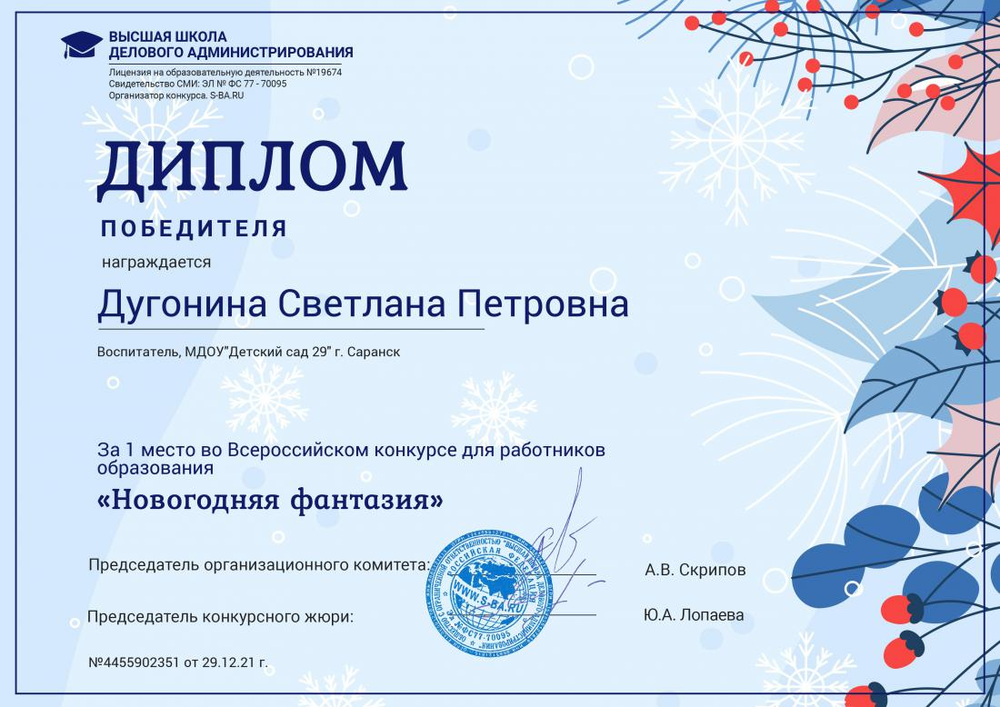 ВЫСШАЯ ШКОЛА
ДЕЛОВОГО АДМИНИСТРИРОВАНИЯ
Лицензия на образовательную деятельность №19674
Свидетельство СМИ: ЭЛ № ФС 77 - 70095
Организатор конкурса. S-BA.RU
ДИПЛОМ
ПОБЕДИТЕЛЯ
награждается
Дугонина Светлана Петровна
Воспитатель, МДОУ"Детский сад 29" г. Саранск
За 1 место во Всероссийском конкурсе для работников
образования
«Новогодняя фантазия»
Председатель организационного комитета:
А.В. Скрипов
Председатель конкурсного жюри:
Ю.А. Лопаева
РОССИЙСКАЯ ФЕДЕРАЦИЯ
WWW.S-BA.RU
№4455902351 от 29.12.21 г.